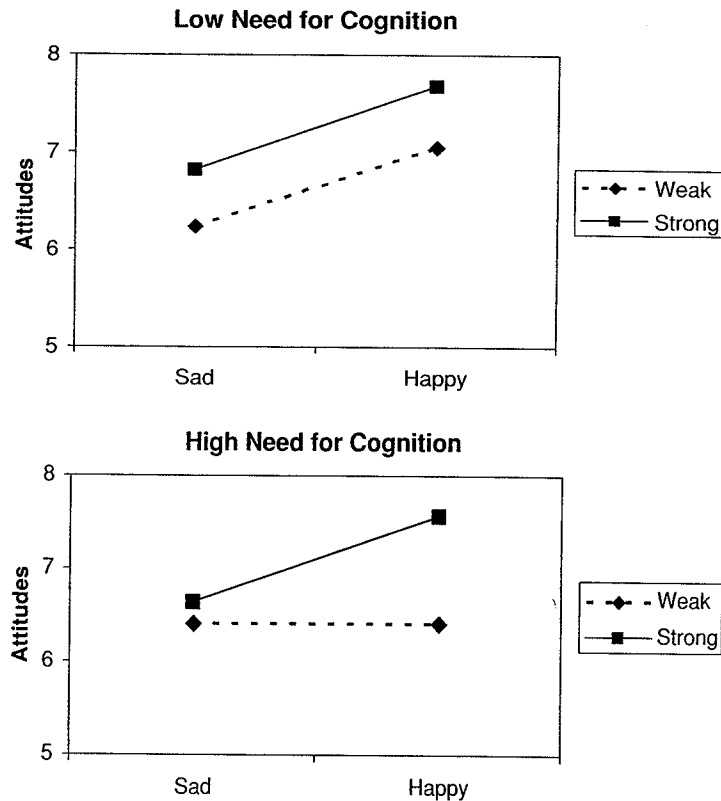 Low Need for Cognition
8
7
6
5
Attitudes
Sad
Happy
Weak
Strong
High Need for Cognition
8
7
6
5
Attitudes
Sad
Happy
Weak
Strong